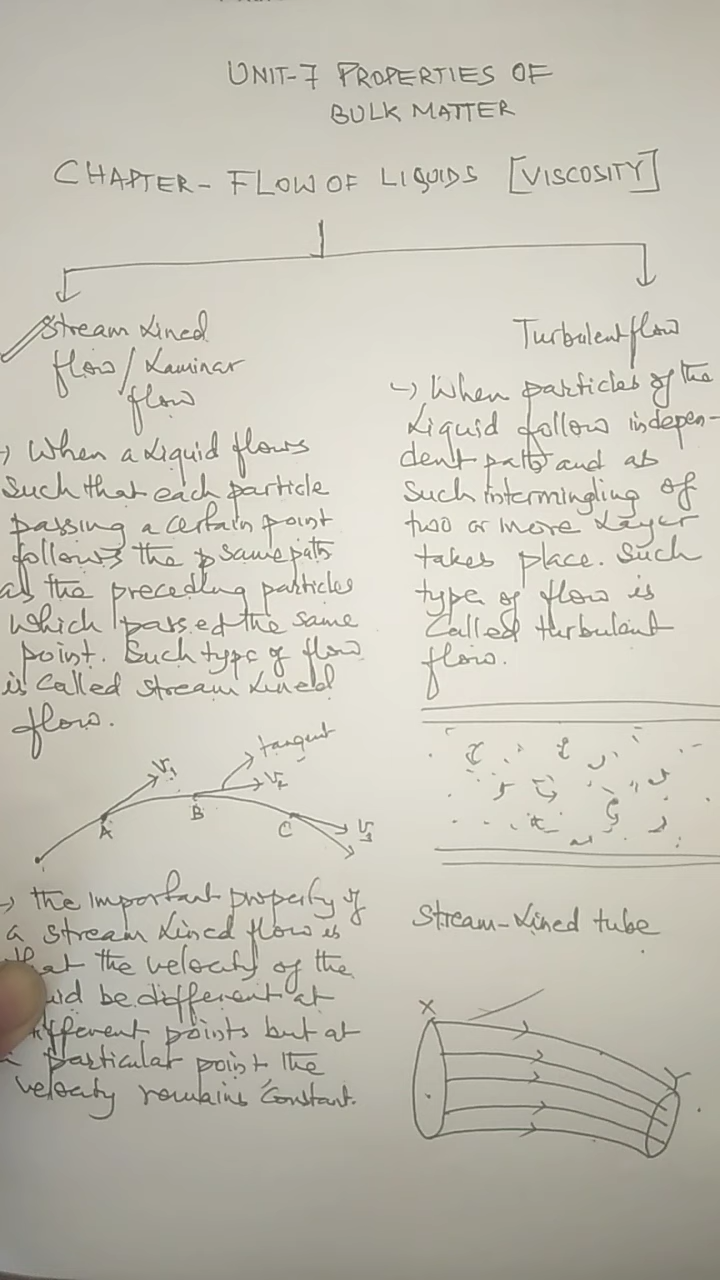 UNIT-7 PROPERTIES OF
BULK MATTER
CHAPTER- FLOW OF LIQUIDS [VISCOSITY]
Stream Lined
flow/Laminar
flow
→ When a Liquid flows
Such that each particle
passing a certain point
follows the same path
as the preceding particles
which passed the same
point. Such type of flow
is Called stream Lined
flow.
V1
tangent
V2
A
B
C
V3
→ the important property of
a stream Lined flow is
that the velocity of the
uid be different at
ifferent points but at
particular point the
velocity remains Constant.
Turbulent flow
→ When particles of the
Liquid follow indepen-
dent path and as
Such intermingling of
two or more Layer
takes place. Such
type of flow is
Called turbulent
flow.
Stream-Lined tube
X
Y